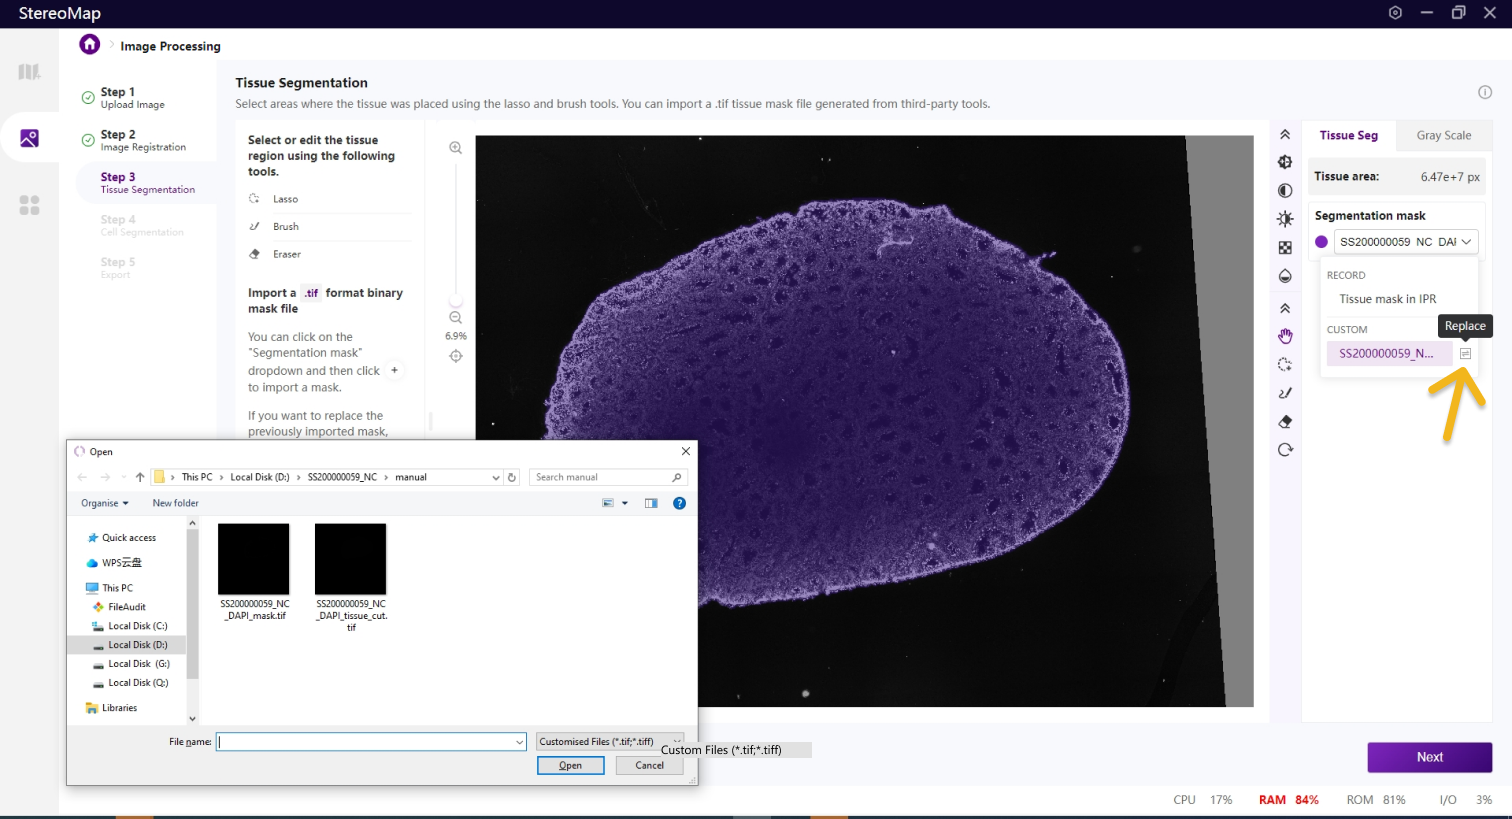 StereoMap
Image Processing
Step 1
Upload Image
Step 2
Image Registration
Step 3
Tissue Segmentation
Step 4
Cell Segmentation
Step 5
Export
Tissue Segmentation
Select areas where the tissue was placed using the lasso and brush tools. You can import a .tif tissue mask file generated from third-party tools.
Select or edit the tissue
region using the following
tools.
Lasso
Brush
Eraser
Import a .tif format binary
mask file
You can click on the
"Segmentation mask"
dropdown and then click +
to import a mask.
If you want to replace the
previously imported mask,
6.9%
Tissue Seg
Gray Scale
Tissue area: 6.47e+7 px
Segmentation mask
SS200000059 NC DAI
RECORD
Tissue mask in IPR
CUSTOM
Replace
SS200000059_N...
Open
This PC > Local Disk (D:) > SS200000059_NC > manual
Search manual
Organise
New folder
Quick access
WPS云盘
This PC
FileAudit
Local Disk (C:)
Local Disk (D:)
Local Disk (G:)
Local Disk (Q:)
Libraries
SS200000059_NC
_DAPI_mask.tif
SS200000059_NC
_DAPI_tissue_cut.
tif
File name:
Customised Files (*.tif;*.tiff)
Custom Files (*.tif;*.tiff)
Open
Cancel
Next
CPU 17% RAM 84% ROM 81% I/O 3%